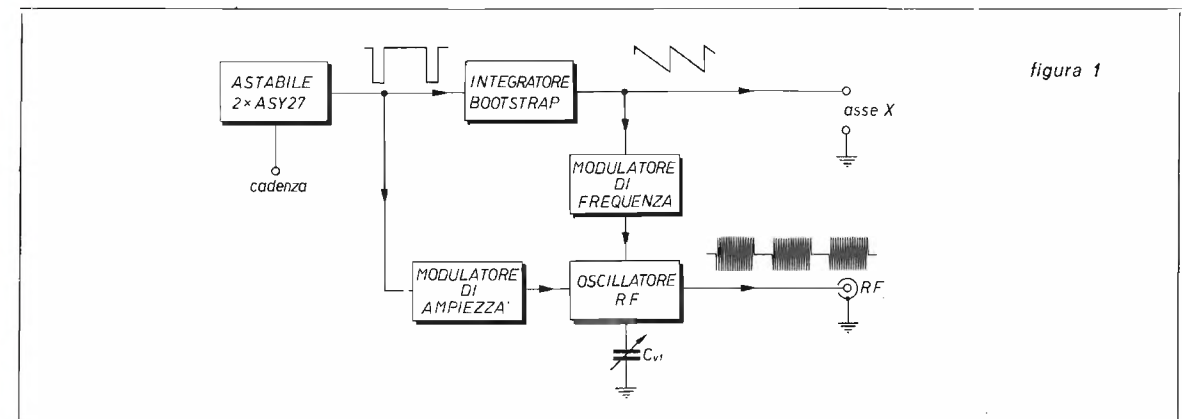 figura 1
ASTABILE
2×ASY27
INTEGRATORE
BOOTSTRAP
asse X
cadenza
MODULATORE
DI
FREQUENZA
MODULATORE
DI
AMPIEZZA'
OSCILLATORE
RF
RF
Cv1